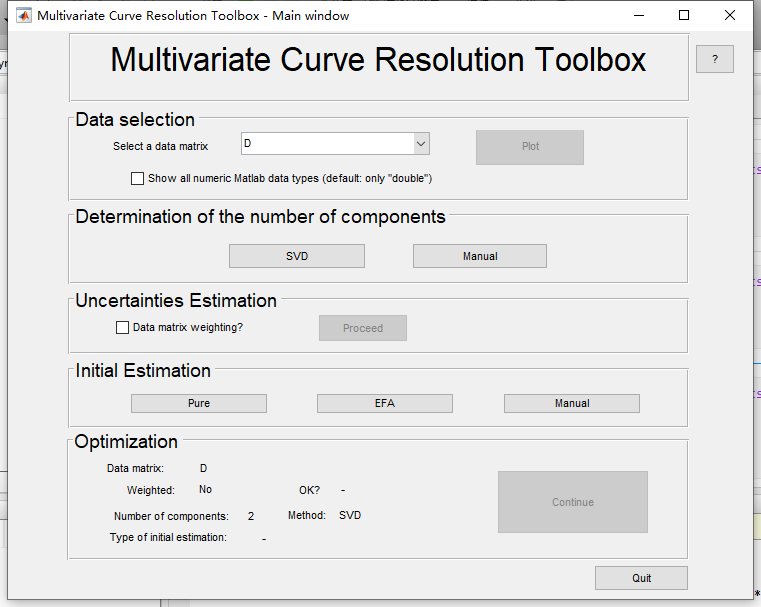 Multivariate Curve Resolution Toolbox - Main window
Multivariate Curve Resolution Toolbox
?
Data selection
Select a data matrix
D
Plot
Show all numeric Matlab data types (default: only "double")
Determination of the number of components
SVD
Manual
Uncertainties Estimation
Data matrix weighting?
Proceed
Initial Estimation
Pure
EFA
Manual
Optimization
Data matrix: D
Weighted: No
OK? -
Number of components: 2
Method: SVD
Type of initial estimation: -
Continue
Quit